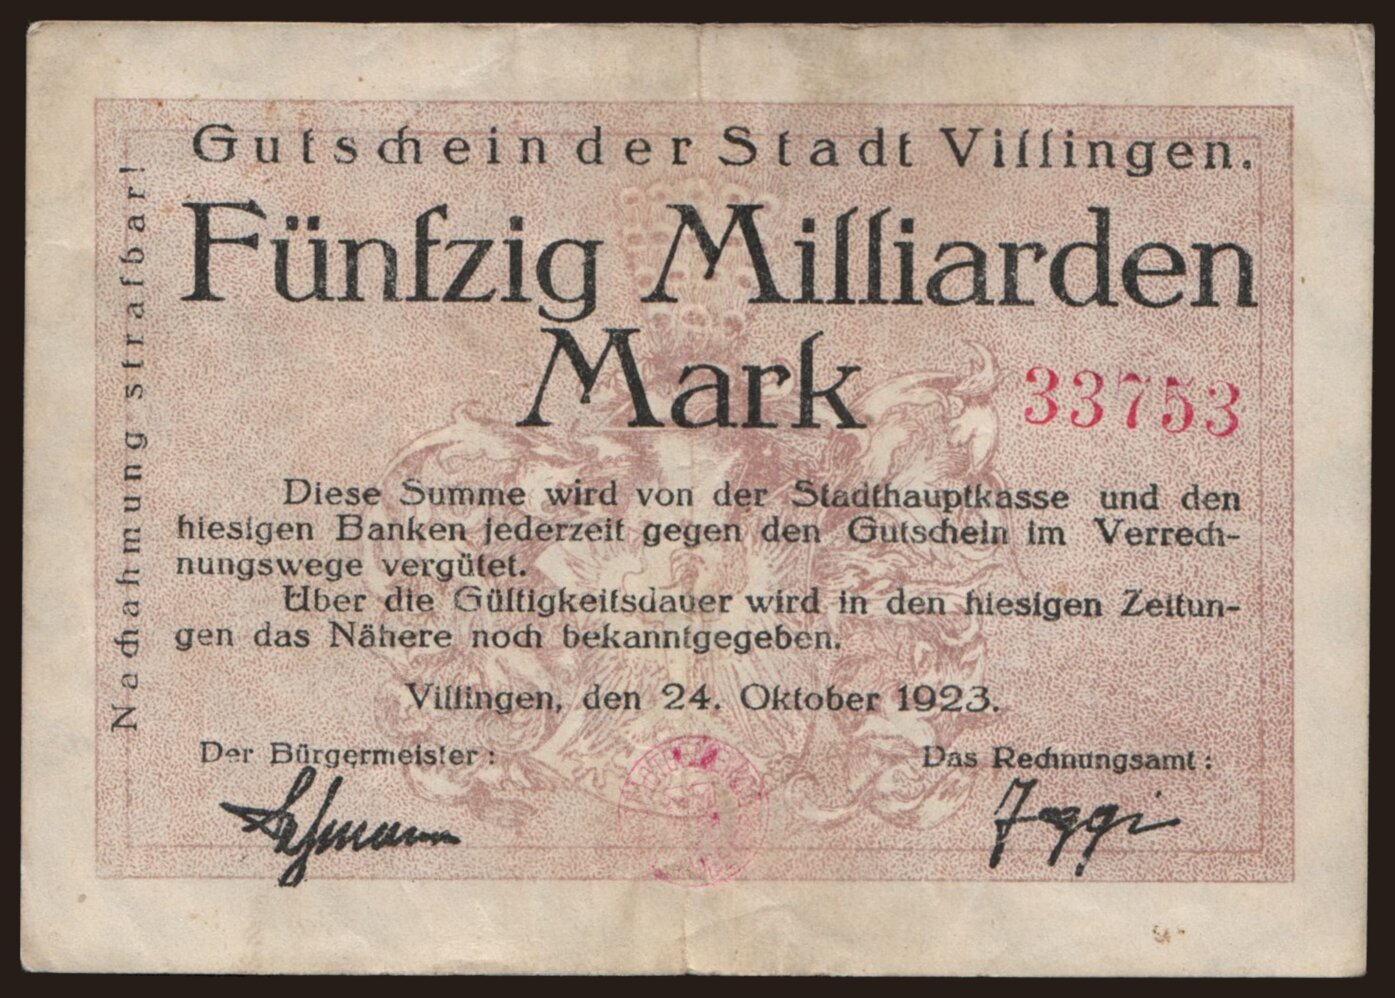 Gutschein der Stadt Villingen.
Fünfzig Milliarden
Mark
33753
Nachahmung strafbar!
Diese Summe wird von der Stadthauptkasse und den
hiesigen Banken jederzeit gegen den Gutschein im Verrech-
nungswege vergütet.
Über die Gültigkeitsdauer wird in den hiesigen Zeitun-
gen das Nähere noch bekanntgegeben.
Villingen, den 24. Oktober 1923.
Der Bürgermeister:
Das Rechnungsamt:
Lehmann
Jeggi